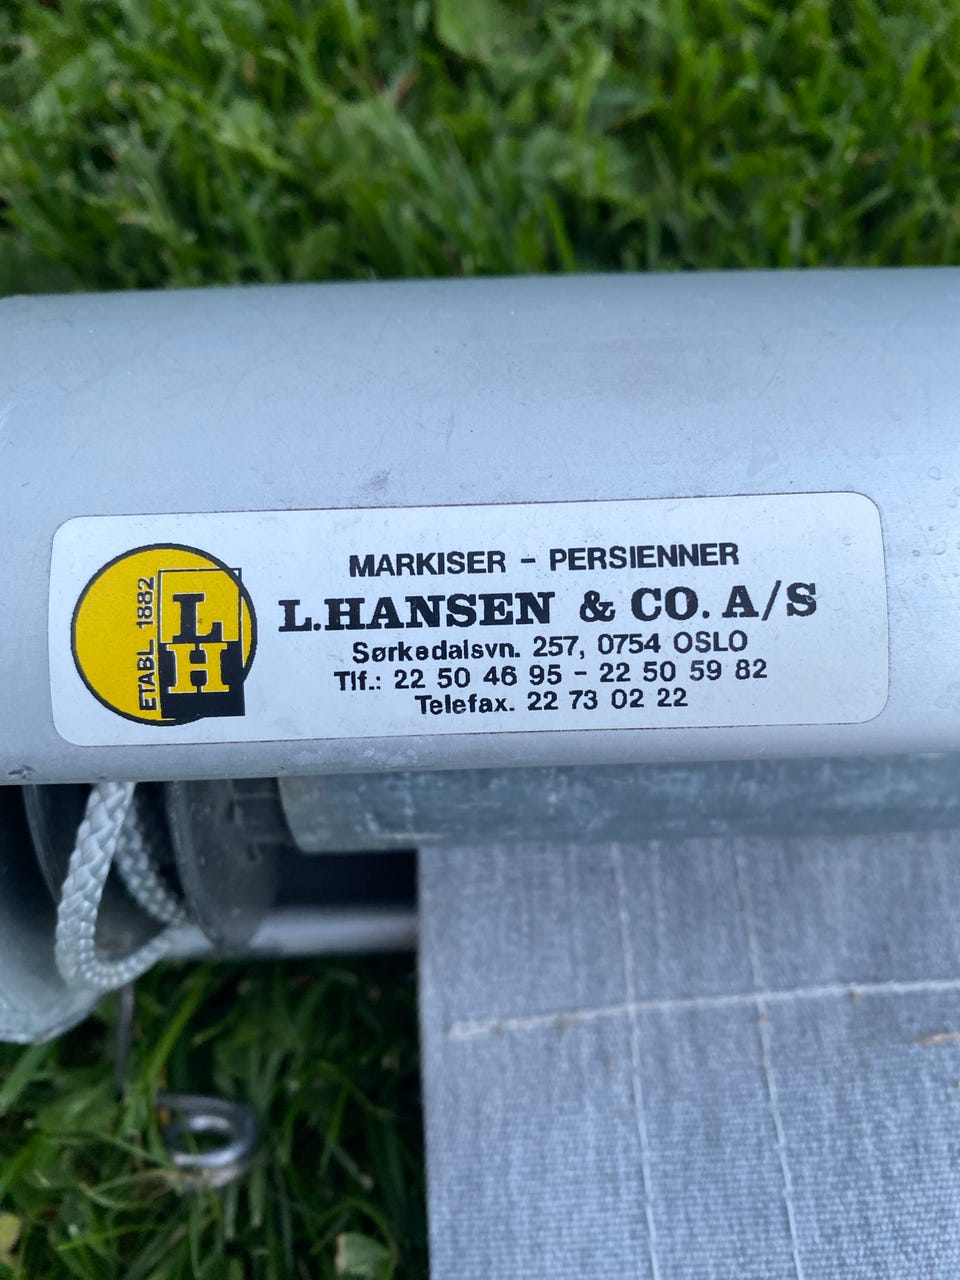 ETABL 1882
L
H
MARKISER - PERSIENNER
L.HANSEN & CO. A/S
Sørkedalsvn. 257, 0754 OSLO
Tlf.: 22 50 46 95 - 22 50 59 82
Telefax. 22 73 02 22